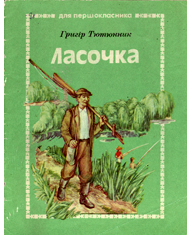 для першокласника
Григір Тютюнник
Ласочка